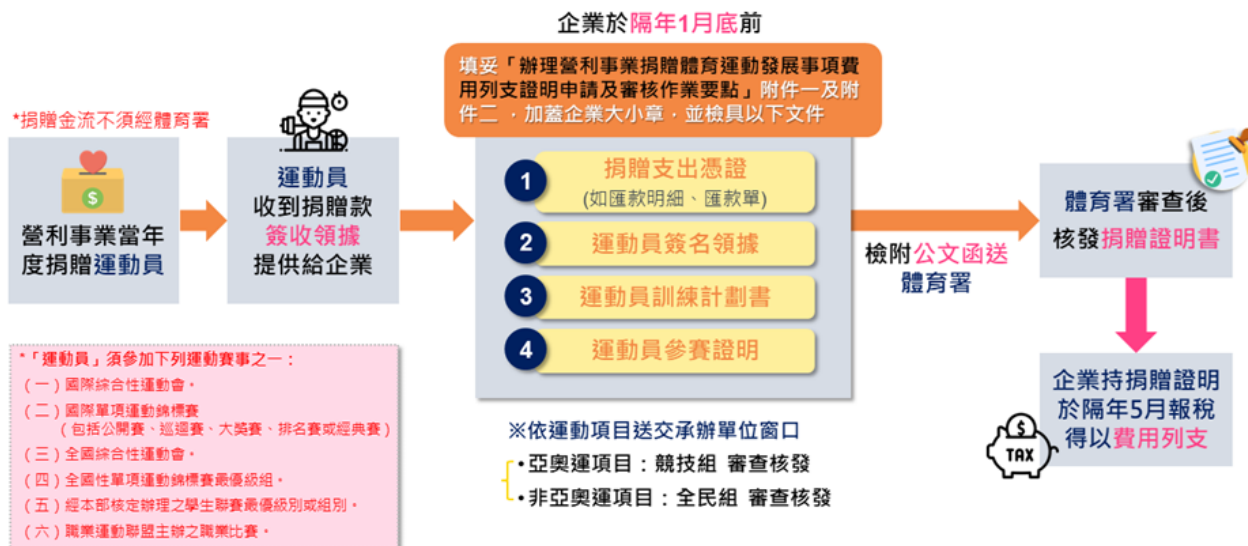 企業於隔年1月底前
填妥「辦理營利事業捐贈體育運動發展事項費
用列支證明申請及審核作業要點」附件一及附
件二，加蓋企業大小章，並檢具以下文件
*捐贈金流不須經體育署
$
營利事業當年
度捐贈運動員
運動員
收到捐贈款
簽收領據
提供給企業
1
捐贈支出憑證
(如匯款明細、匯款單)
2
運動員簽名領據
3
運動員訓練計劃書
4
運動員參賽證明
檢附公文函送
體育署
體育署審查後
核發捐贈證明書
企業持捐贈證明
於隔年5月報稅
得以費用列支
$
TAX
*「運動員」須參加下列運動賽事之一：
（一）國際綜合性運動會。
（二）國際單項運動錦標賽
（包括公開賽、巡迴賽、大獎賽、排名賽或經典賽）
（三）全國綜合性運動會。
（四）全國性單項運動錦標賽最優級組。
（五）經本部核定辦理之學生聯賽最優級別或組別。
（六）職業運動聯盟主辦之職業比賽。
※依運動項目送交承辦單位窗口
•亞奧運項目：競技組 審查核發
•非亞奧運項目：全民組 審查核發